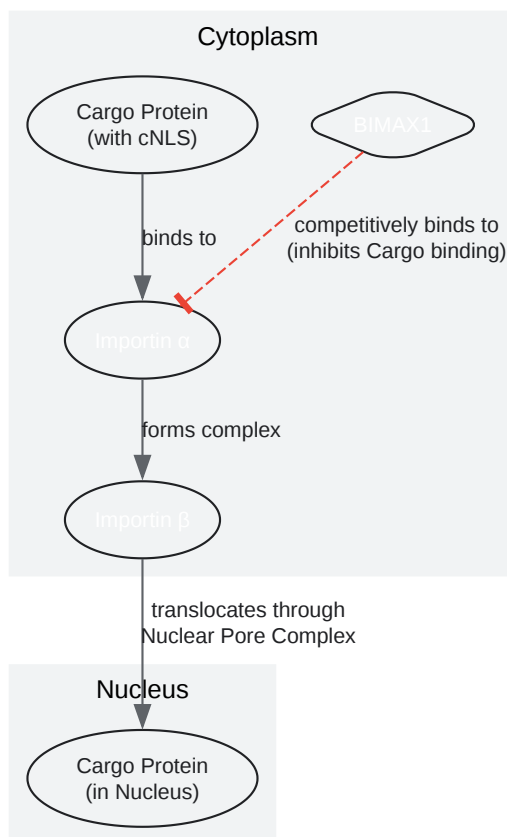 Cytoplasm
Cargo Protein
(with cNLS)
BIMAX1
binds to
competitively binds to
(inhibits Cargo binding)
Importin α
forms complex
Importin β
translocates through
Nuclear Pore Complex
Nucleus
Cargo Protein
(in Nucleus)